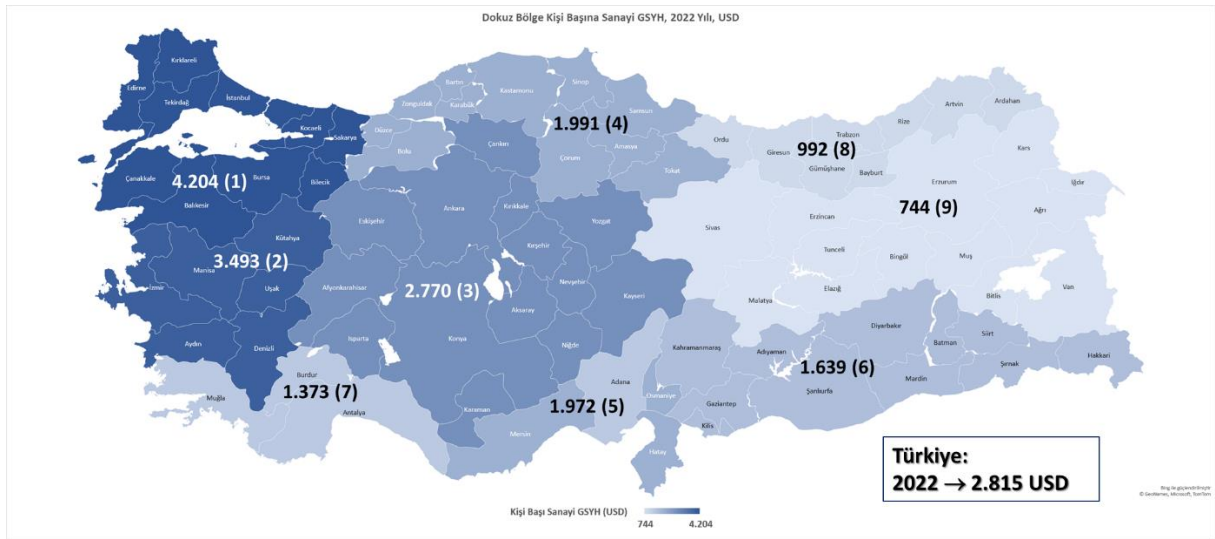 Dokuz Bölge Kişi Başına Sanayi GSYH, 2022 Yılı, USD
Kırklareli
Edirne
Tekirdağ
İstanbul
Kocaeli
Sakarya
Çanakkale
Bursa
Bilecik
4.204 (1)
Balıkesir
Kütahya
Manisa
3.493 (2)
İzmir
Uşak
Aydın
Denizli
Bartın
Zonguldak
Karabük
Kastamonu
Sinop
Samsun
Düzce
Bolu
1.991 (4)
Çorum
Amasya
Tokat
Çankırı
Ankara
Kırıkkale
Yozgat
Eskişehir
Kırşehir
Afyonkarahisar
2.770 (3)
Nevşehir
Kayseri
Aksaray
Isparta
Konya
Niğde
Karaman
Burdur
1.373 (7)
Muğla
Antalya
Adana
1.972 (5)
Osmaniye
Mersin
Hatay
Artvin
Ardahan
Rize
Trabzon
Ordu
Giresun
992 (8)
Gümüşhane
Bayburt
Kars
Erzurum
Iğdır
744 (9)
Ağrı
Erzincan
Sivas
Tunceli
Bingöl
Muş
Elazığ
Malatya
Bitlis
Van
Diyarbakır
Siirt
Batman
Hakkari
Kahramanmaraş
Adıyaman
1.639 (6)
Şırnak
Mardin
Şanlıurfa
Gaziantep
Kilis
Türkiye:
2022 → 2.815 USD
Bing ile güçlendirilmiştir
© GeoNames, Microsoft, TomTom
Kişi Başı Sanayi GSYH (USD)
744 4.204